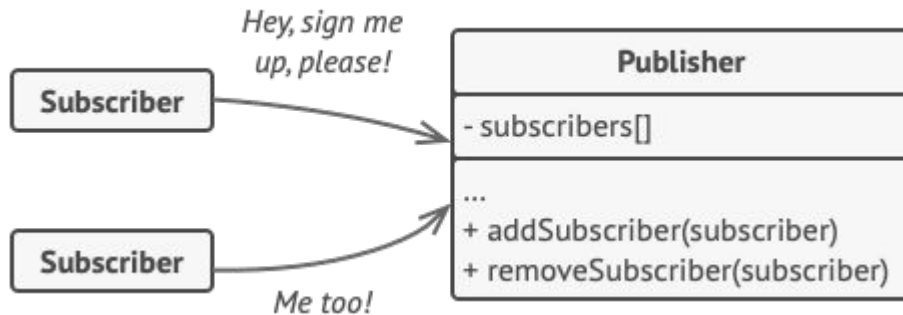 Hey, sign me
up, please!
Subscriber
Subscriber
Me too!
Publisher
- subscribers[]
...
+ addSubscriber(subscriber)
+ removeSubscriber(subscriber)